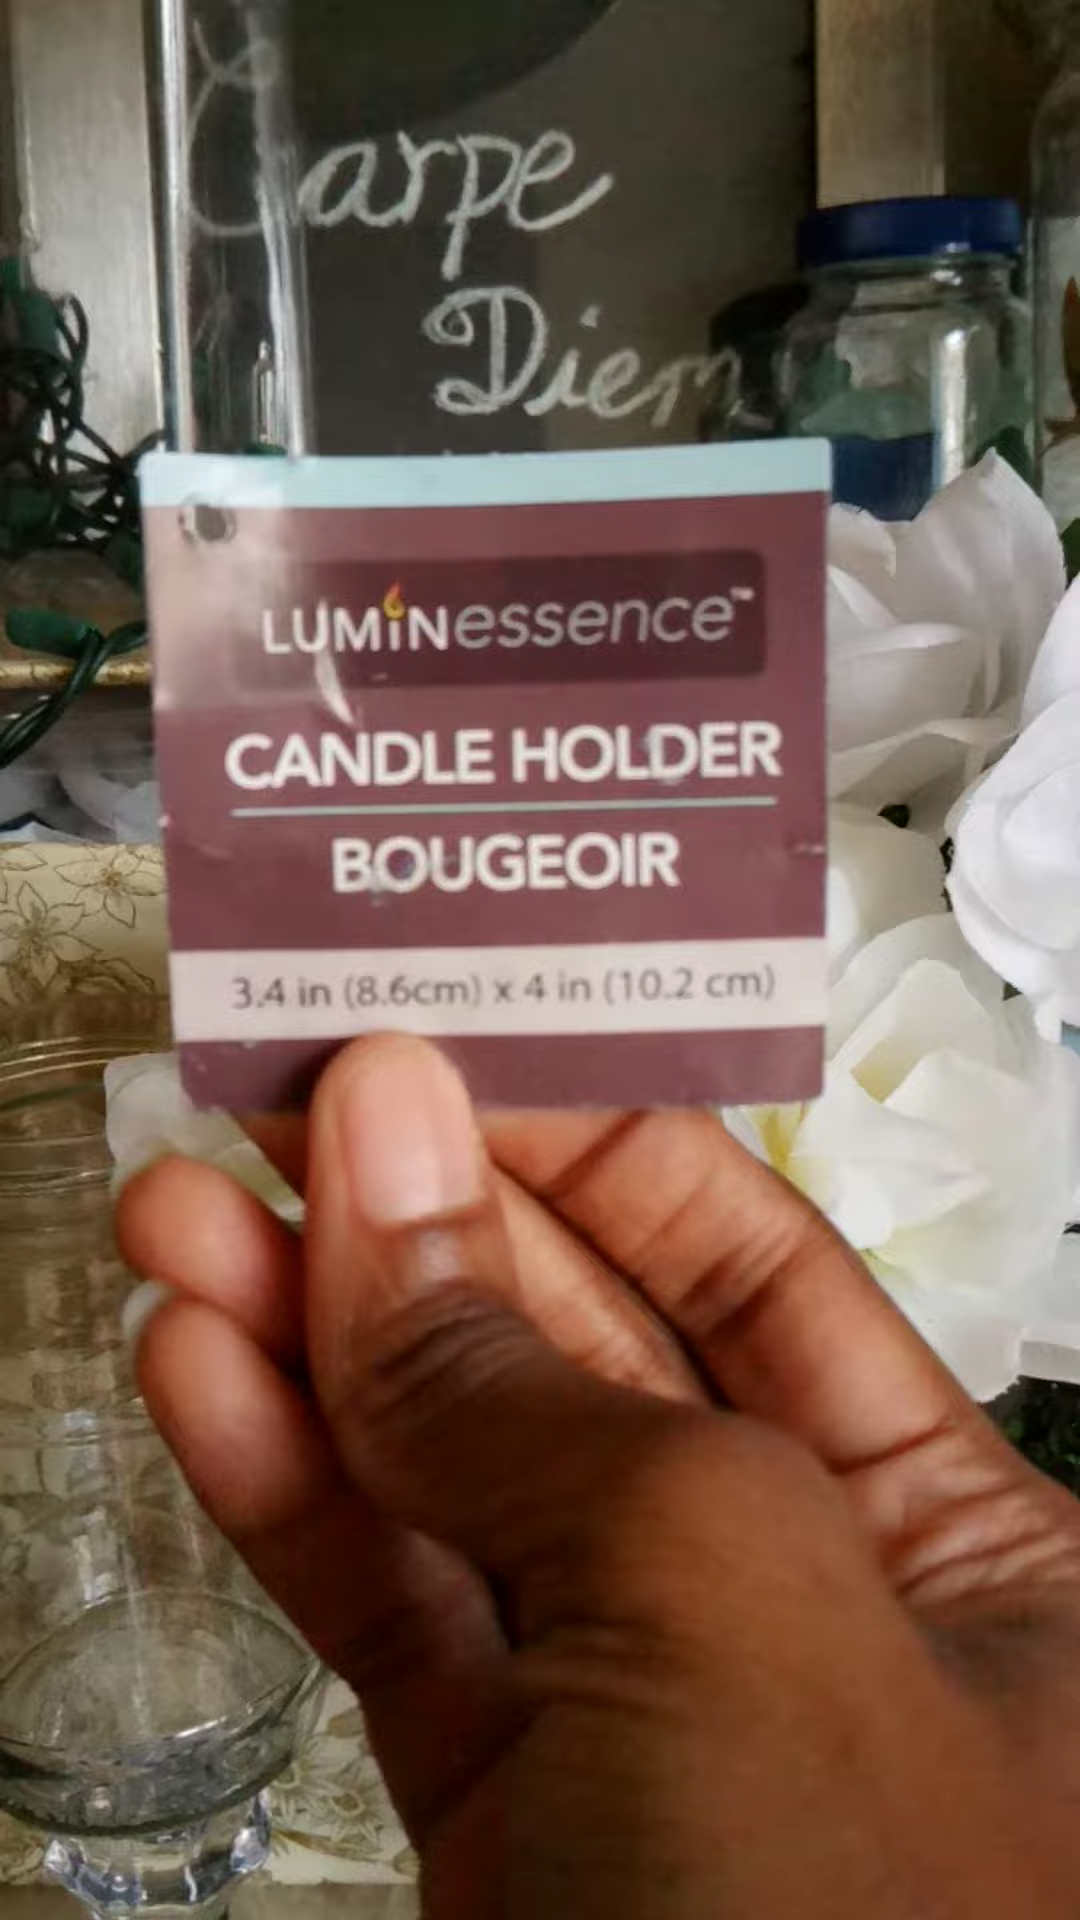 Carpe
Diem
LUMiNessence™
CANDLE HOLDER
BOUGEOIR
3.4 in (8.6cm) x 4 in (10.2 cm)